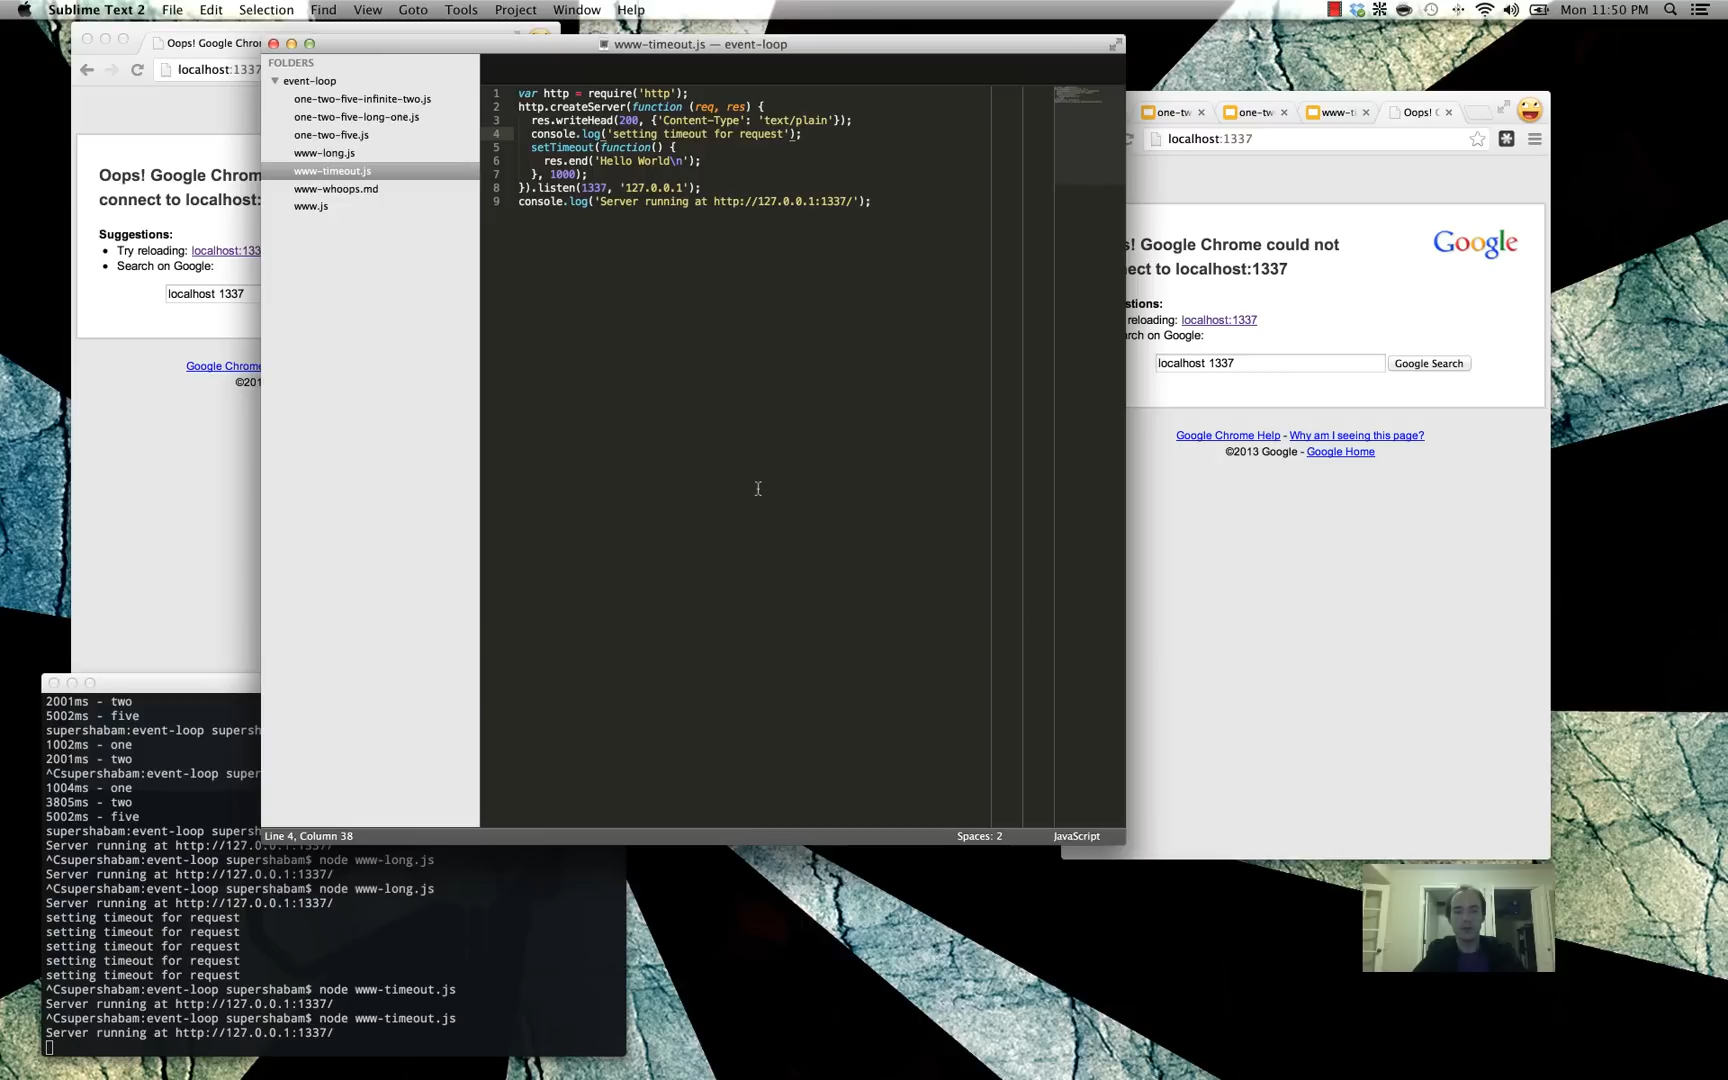 Sublime Text 2 File Edit Selection Find View Goto Tools Project Window Help
Mon 11:50 PM
Oops! Google Chro
localhost:1337
Oops! Google Chrom
connect to localhost:
Suggestions:
Try reloading: localhost:133
Search on Google:
localhost 1337
Google Chrome
©201
www-timeout.js — event-loop
FOLDERS
event-loop
one-two-five-infinite-two.js
one-two-five-long-one.js
one-two-five.js
www-long.js
www-timeout.js
www-whoops.md
www.js
1 var http = require('http');
2 http.createServer(function (req, res) {
3 res.writeHead(200, {'Content-Type': 'text/plain'});
4 console.log('setting timeout for request');
5 setTimeout(function() {
6 res.end('Hello World\n');
7 }, 1000);
8 }).listen(1337, '127.0.0.1');
9 console.log('Server running at http://127.0.0.1:1337/');
Line 4, Column 38
Spaces: 2
JavaScript
one-tw
one-tw
www-ti
Oops! G
localhost:1337
s! Google Chrome could not
nect to localhost:1337
Google
stions:
reloading: localhost:1337
rch on Google:
localhost 1337
Google Search
Google Chrome Help - Why am I seeing this page?
©2013 Google - Google Home
2001ms - two
5002ms - five
supershabam:event-loop supersh
1002ms - one
2001ms - two
^Csupershabam:event-loop super
1004ms - one
3805ms - two
5002ms - five
supershabam:event-loop supersh
Server running at http://127.0.0.1:1337/
^Csupershabam:event-loop supershabam$ node www-long.js
Server running at http://127.0.0.1:1337/
^Csupershabam:event-loop supershabam$ node www-long.js
Server running at http://127.0.0.1:1337/
setting timeout for request
setting timeout for request
setting timeout for request
setting timeout for request
setting timeout for request
^Csupershabam:event-loop supershabam$ node www-timeout.js
Server running at http://127.0.0.1:1337/
^Csupershabam:event-loop supershabam$ node www-timeout.js
Server running at http://127.0.0.1:1337/